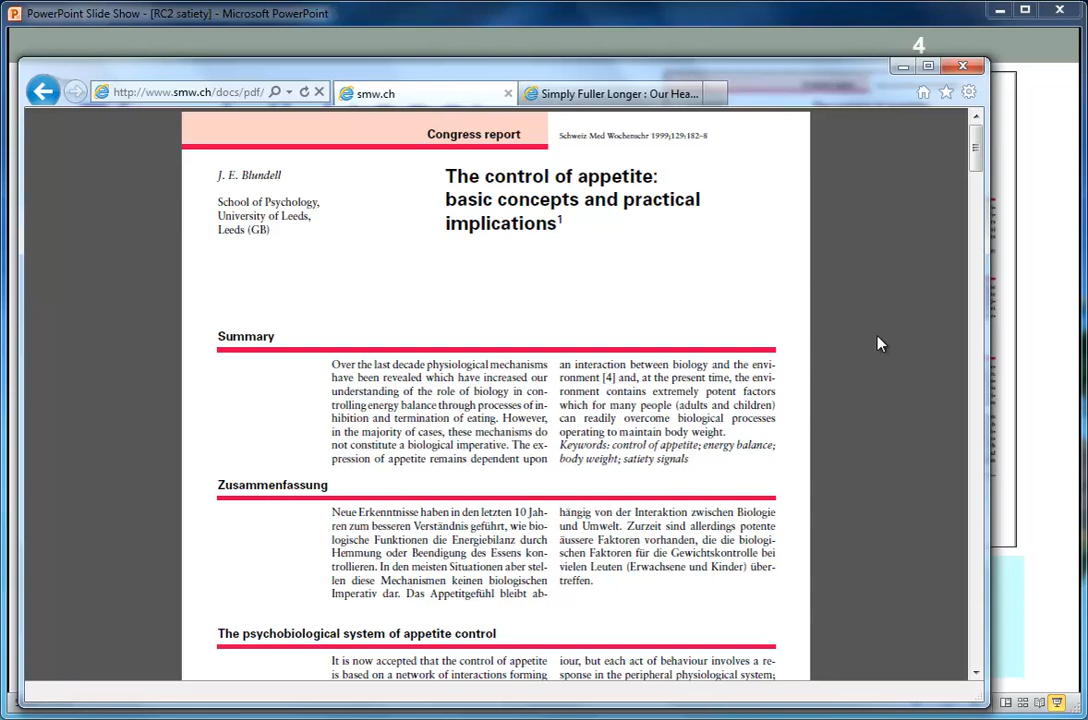 PowerPoint Slide Show - [RC2 satiety] - Microsoft PowerPoint
4
http://www.smw.ch/docs/pdf/
smw.ch
Simply Fuller Longer : Our Hea...
Congress report
Schweiz Med Wochenschr 1999;129:182–8
J. E. Blundell
School of Psychology,
University of Leeds,
Leeds (GB)
The control of appetite:
basic concepts and practical
implications1
Summary
Over the last decade physiological mechanisms
have been revealed which have increased our
understanding of the role of biology in con-
trolling energy balance through processes of in-
hibition and termination of eating. However,
in the majority of cases, these mechanisms do
not constitute a biological imperative. The ex-
pression of appetite remains dependent upon
an interaction between biology and the envi-
ronment [4] and, at the present time, the envi-
ronment contains extremely potent factors
which for many people (adults and children)
can readily overcome biological processes
operating to maintain body weight.
Keywords: control of appetite; energy balance;
body weight; satiety signals
Zusammenfassung
Neue Erkenntnisse haben in den letzten 10 Jah-
ren zum besseren Verständnis geführt, wie bio-
logische Funktionen die Energiebilanz durch
Hemmung oder Beendigung des Essens kon-
trollieren. In den meisten Situationen aber stel-
len diese Mechanismen keinen biologischen
Imperativ dar. Das Appetitgefühl bleibt ab-
hängig von der Interaktion zwischen Biologie
und Umwelt. Zurzeit sind allerdings potente
äussere Faktoren vorhanden, die die biologi-
schen Faktoren für die Gewichtskontrolle bei
vielen Leuten (Erwachsene und Kinder) über-
treffen.
The psychobiological system of appetite control
It is now accepted that the control of appetite
is based on a network of interactions forming
iour, but each act of behaviour involves a re-
sponse in the peripheral physiological system;